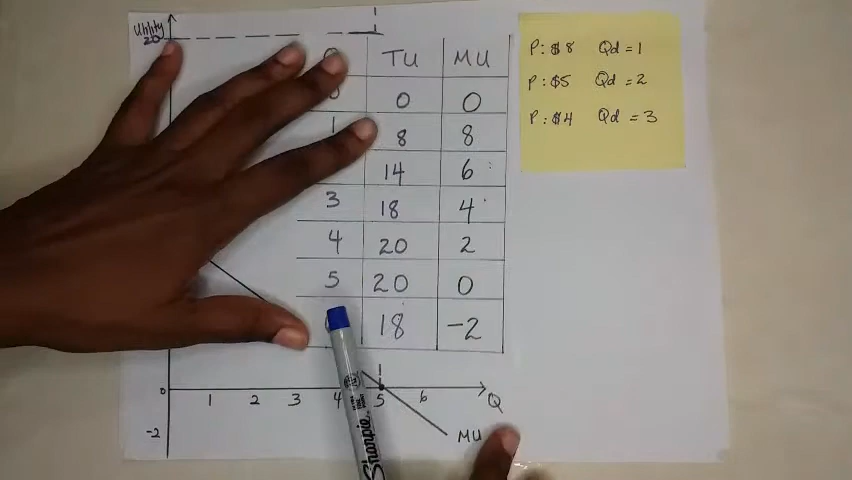 Utility
20
TU MU
0 0 0
1 8 8
14 6
3 18 4
4 20 2
5 20 0
18 -2
0 1 2 3 4 5 6 Q
-2 MU
Sharpie
P: $8 Qd = 1
P: $5 Qd = 2
P: $4 Qd = 3